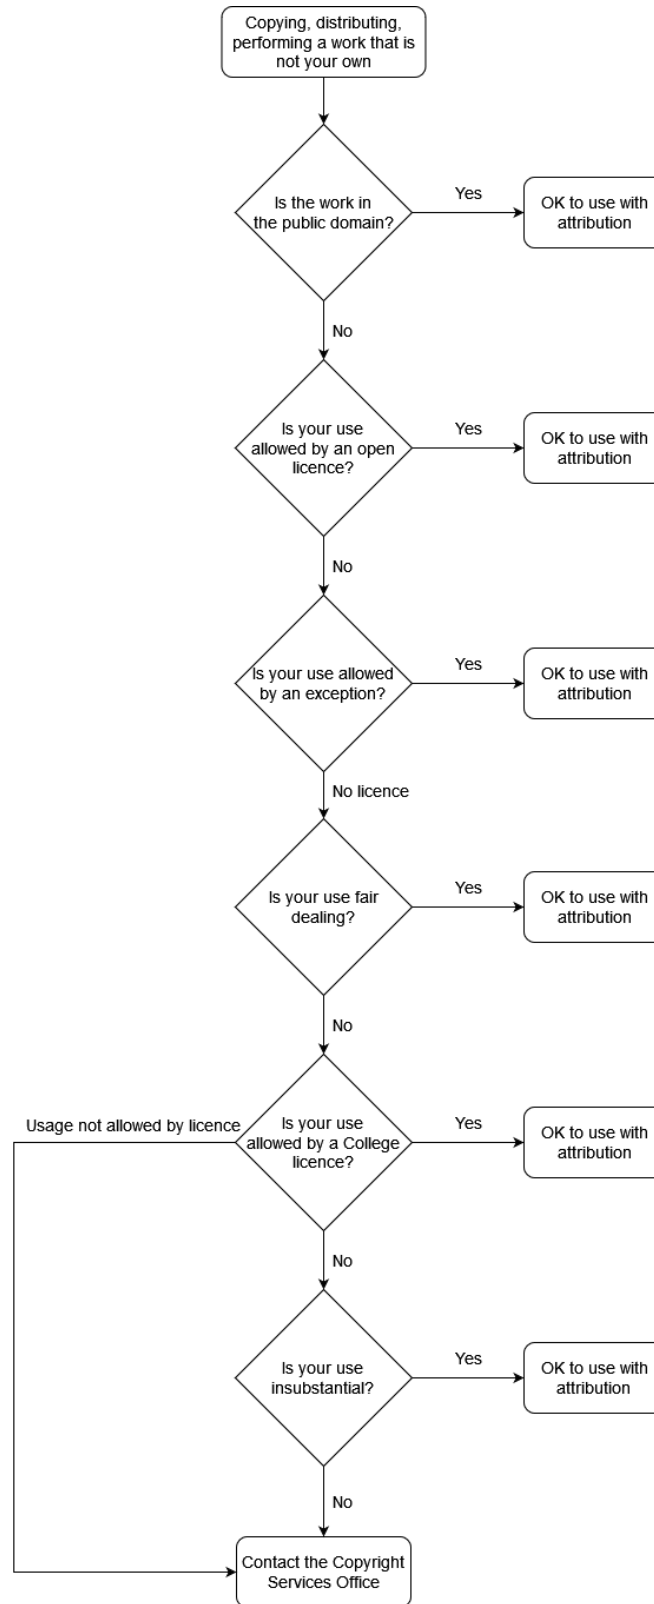 Copying, distributing,
performing a work that is
not your own
Is the work in
the public domain?
Yes
OK to use with
attribution
No
Is your use
allowed by an open
licence?
Yes
OK to use with
attribution
No
Is your use allowed
by an exception?
Yes
OK to use with
attribution
No licence
Is your use fair
dealing?
Yes
OK to use with
attribution
No
Usage not allowed by licence
Is your use
allowed by a College
licence?
Yes
OK to use with
attribution
No
Is your use
insubstantial?
Yes
OK to use with
attribution
No
Contact the Copyright
Services Office